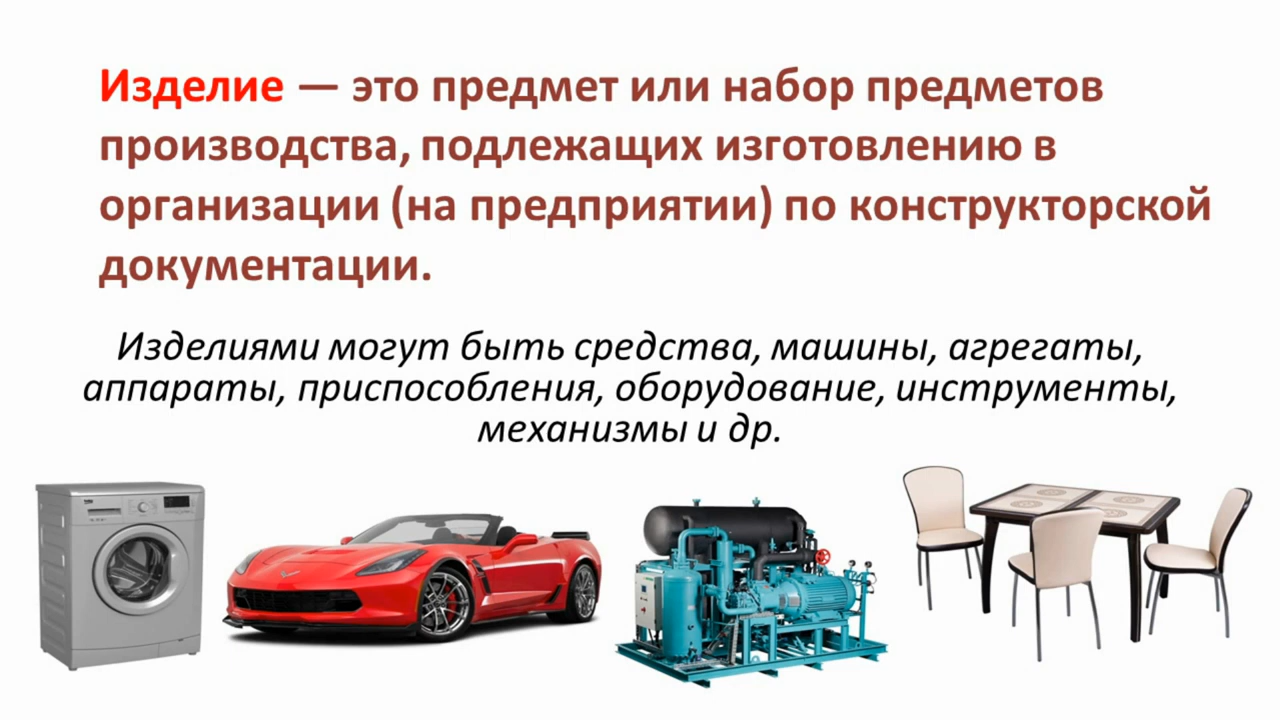 Изделие — это предмет или набор предметов
производства, подлежащих изготовлению в
организации (на предприятии) по конструкторской
документации.
Изделиями могут быть средства, машины, агрегаты,
аппараты, приспособления, оборудование, инструменты,
механизмы и др.